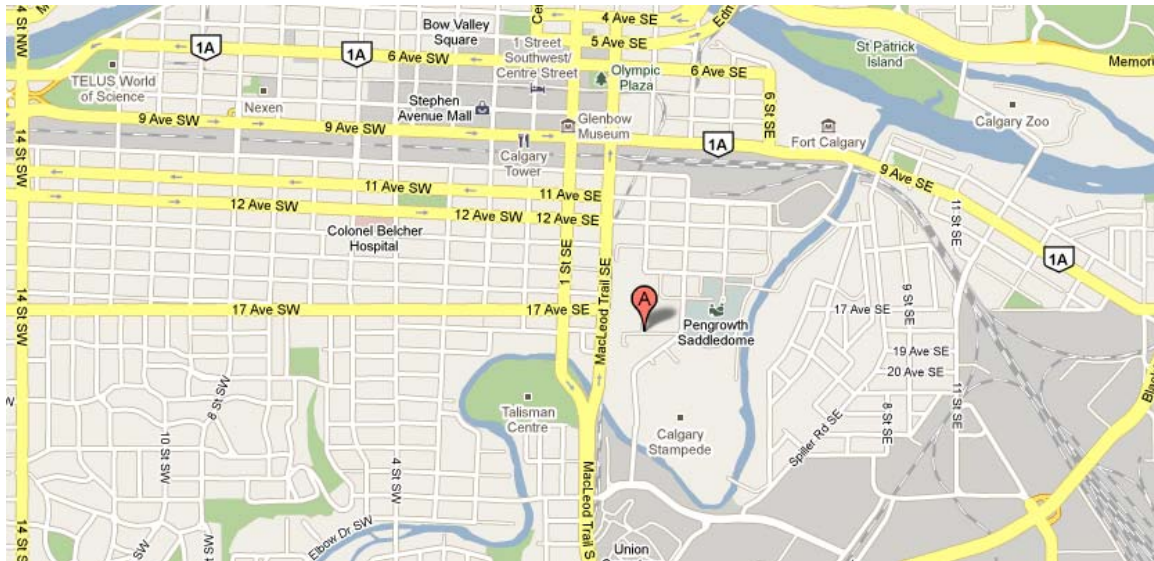 4 St NW
M
1A
1A
Bow Valley
Square
Cen
4 Ave SE
5 Ave SE
Edn
6 Ave SW
1 Street
Southwest/
Centre Street
Olympic
Plaza
6 Ave SE
6 St SE
St Patrick
Island
Memori
TELUS World
of Science
Nexen
Stephen
Avenue Mall
Glenbow
Museum
Calgary Zoo
9 Ave SW
9 Ave SW
Calgary
Tower
1A
Fort Calgary
9 Ave SE
14 St SW
11 Ave SW
11 Ave SE
12 Ave SW
12 Ave SW
12 Ave SE
Colonel Belcher
Hospital
1 St SE
MacLeod Trail SE
11 St SE
1A
9 St SE
14 St SW
17 Ave SW
17 Ave SE
A
Pengrowth
Saddledome
17 Ave SE
19 Ave SE
20 Ave SE
8 St SW
10 St SW
4 St SW
Talisman
Centre
Calgary
Stampede
Spiller Rd SE
8 St SE
11 St SE
Black
MacLeod Trail S
14 St S
Elbow Dr SW
Union